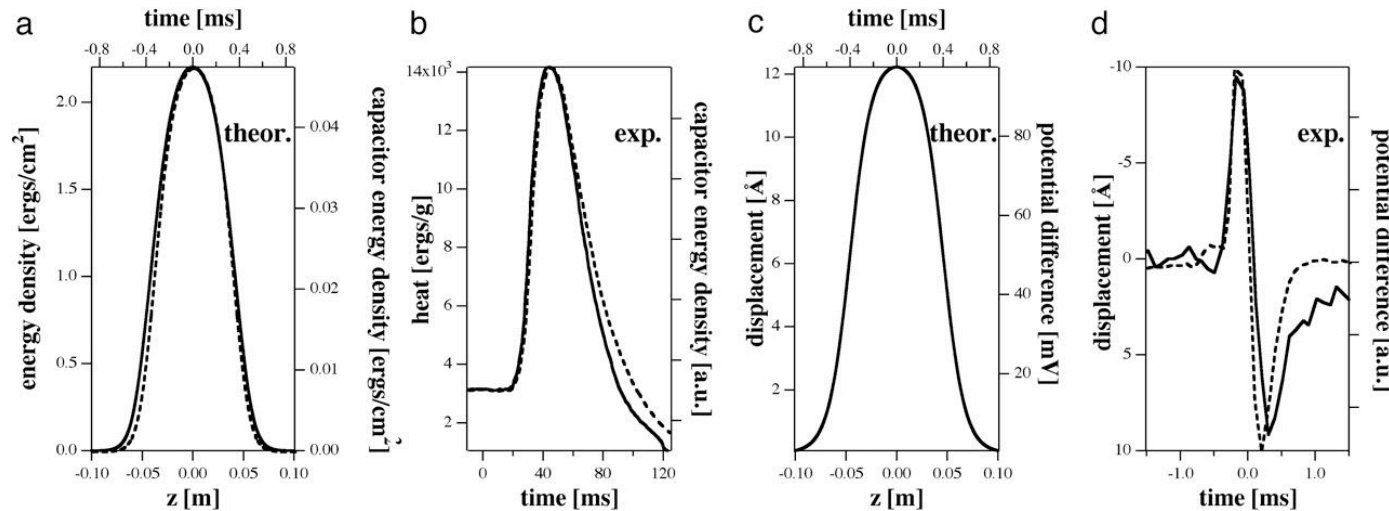 a
time [ms]
-0.8 -0.4 0.0 0.4 0.8
energy density [ergs/cm²]
2.0
1.5
1.0
0.5
0.0
theor.
0.04
0.03
0.02
0.01
0.00
capacitor energy density [ergs/cm²]
-0.10 -0.05 0.00 0.05 0.10
z [m]
b
heat [ergs/g]
14x10³
12
10
8
6
4
2
exp.
capacitor energy density [a.u.]
0 40 80 120
time [ms]
c
time [ms]
-0.8 -0.4 0.0 0.4 0.8
displacement [Å]
12
10
8
6
4
2
theor.
80
60
40
20
potential difference [mV]
-0.10 -0.05 0.00 0.05 0.10
z [m]
d
displacement [Å]
-10
-5
0
5
10
exp.
potential difference [a.u.]
-1.0 0.0 1.0
time [ms]